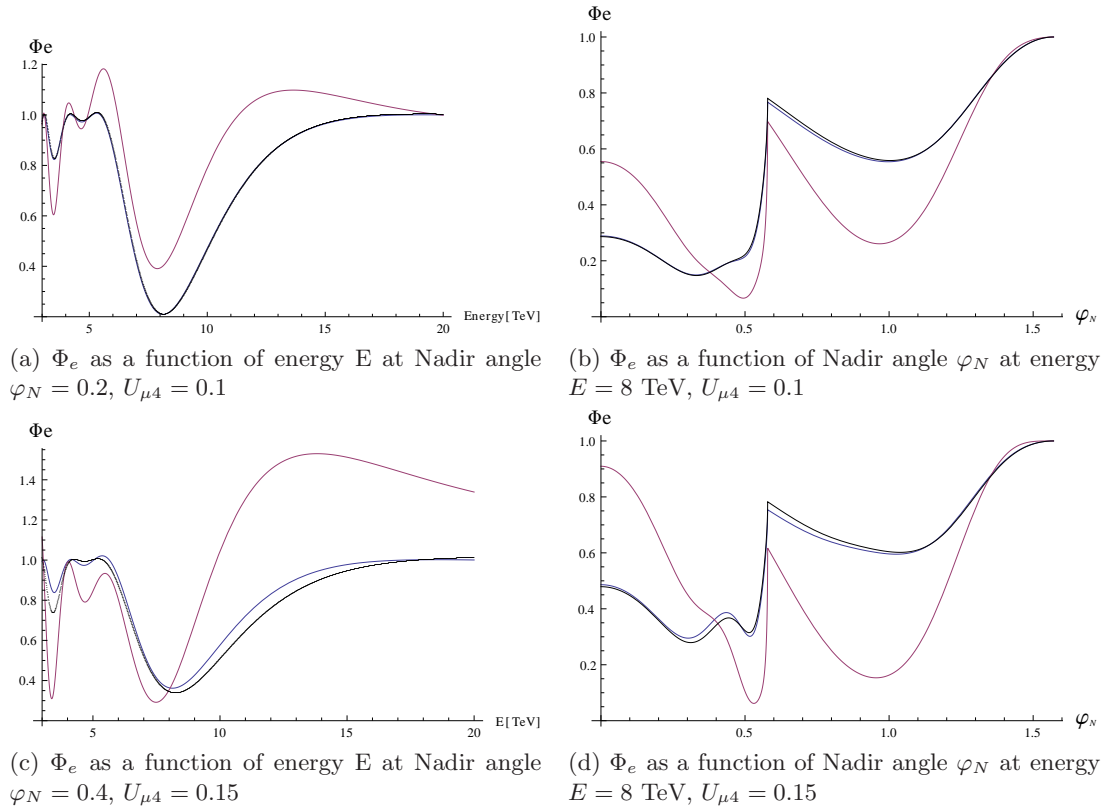 Φe
1.2
1.0
0.8
0.6
0.4
5
10
15
20
Energy[TeV]
Φe
1.0
0.8
0.6
0.4
0.2
0.5
1.0
1.5
φN
(a) Φe as a function of energy E at Nadir angle
φN = 0.2, Uμ4 = 0.1
(b) Φe as a function of Nadir angle φN at energy
E = 8 TeV, Uμ4 = 0.1
Φe
1.4
1.2
1.0
0.8
0.6
0.4
5
10
15
20
E[TeV]
Φe
1.0
0.8
0.6
0.4
0.2
0.5
1.0
1.5
φN
(c) Φe as a function of energy E at Nadir angle
φN = 0.4, Uμ4 = 0.15
(d) Φe as a function of Nadir angle φN at energy
E = 8 TeV, Uμ4 = 0.15